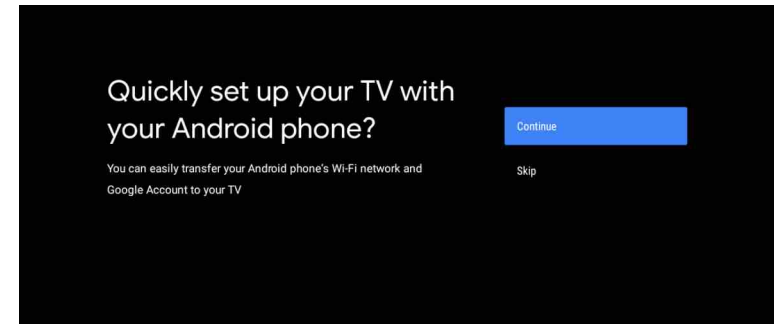 Quickly set up your TV with
your Android phone?
You can easily transfer your Android phone's Wi-Fi network and
Google Account to your TV
Continue
Skip